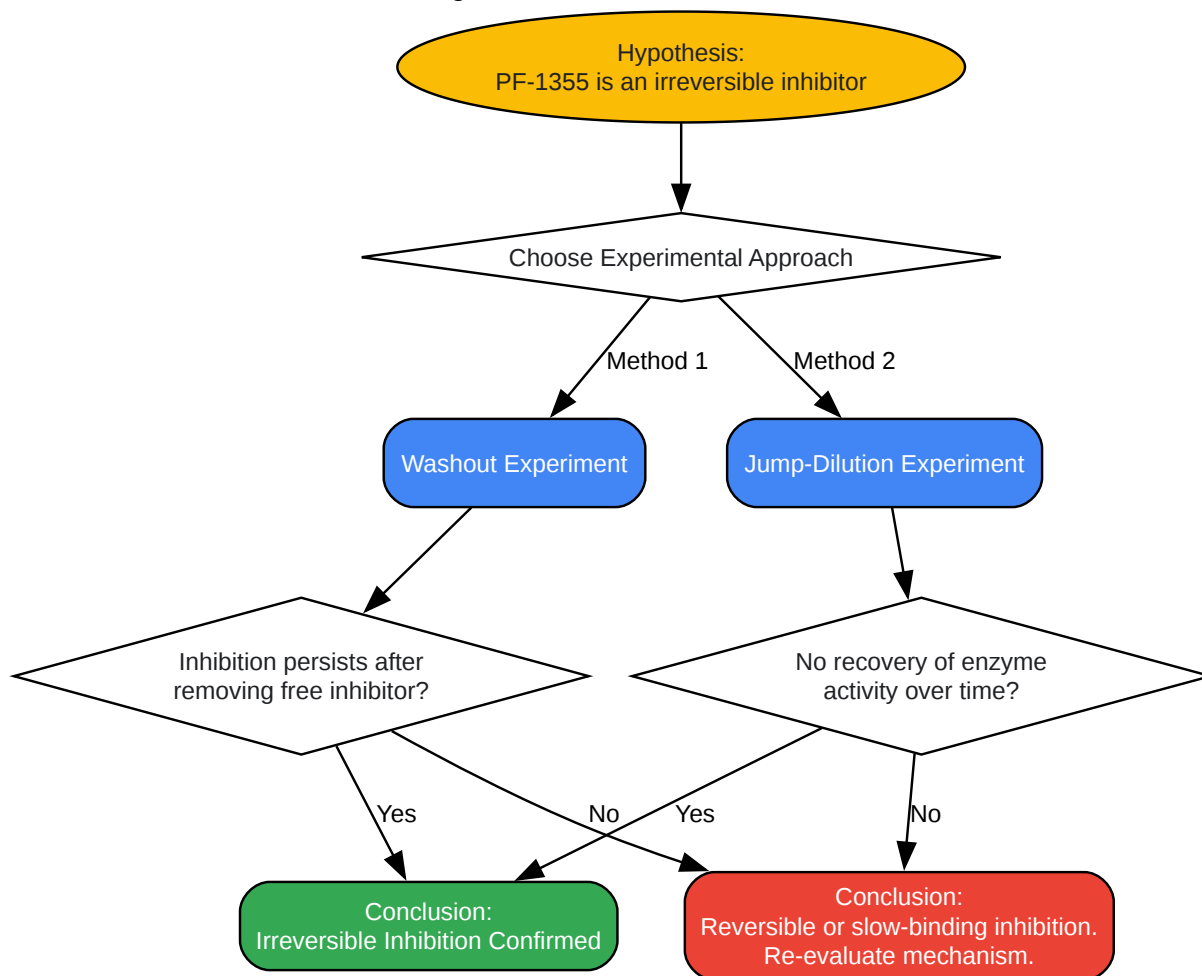 Hypothesis:
PF-1355 is an irreversible inhibitor
Choose Experimental Approach
Method 1
Method 2
Washout Experiment
Jump-Dilution Experiment
Inhibition persists after
removing free inhibitor?
No recovery of enzyme
activity over time?
Yes
No
Yes
No
Conclusion:
Irreversible Inhibition Confirmed
Conclusion:
Reversible or slow-binding inhibition.
Re-evaluate mechanism.